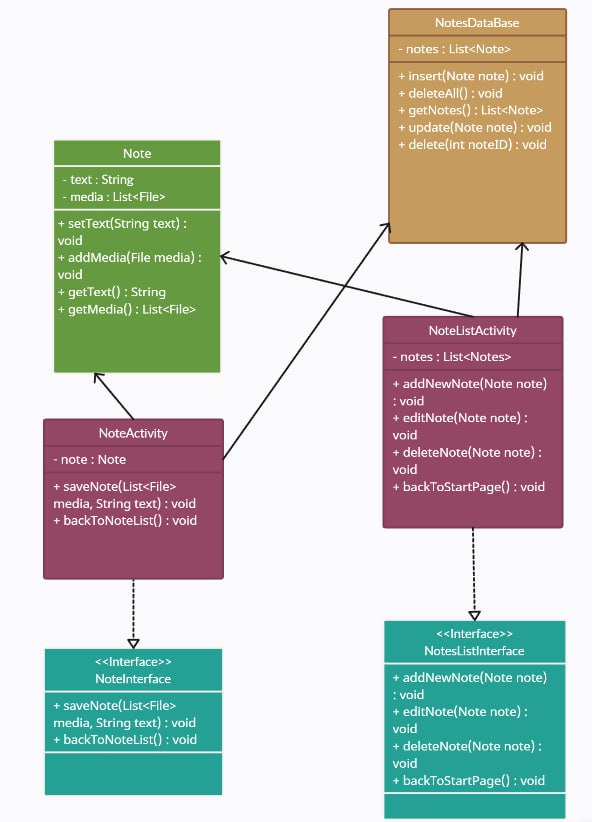 NotesDataBase
- notes : List<Note>
+ insert(Note note) : void
+ deleteAll() : void
+ getNotes() : List<Note>
+ update(Note note) : void
+ delete(int noteID) : void
Note
- text : String
- media : List<File>
+ setText(String text) :
void
+ addMedia(File media) :
void
+ getText() : String
+ getMedia() : List<File>
NoteListActivity
- notes : List<Notes>
+ addNewNote(Note note)
: void
+ editNote(Note note) :
void
+ deleteNote(Note note) :
void
+ backToStartPage() : void
NoteActivity
- note : Note
+ saveNote(List<File>
media, String text) : void
+ backToNoteList() : void
<<Interface>>
NoteInterface
+ saveNote(List<File>
media, String text) : void
+ backToNoteList() : void
<<Interface>>
NotesListInterface
+ addNewNote(Note note)
: void
+ editNote(Note note) :
void
+ deleteNote(Note note) :
void
+ backToStartPage() : void